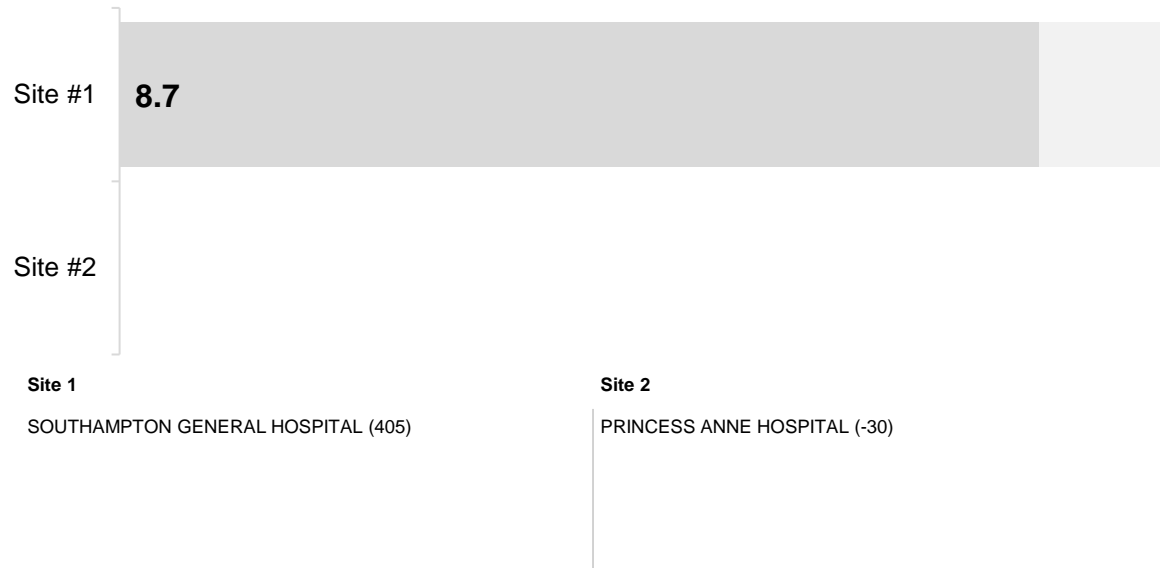 Site #1
8.7
Site #2
Site 1
Site 2
SOUTHAMPTON GENERAL HOSPITAL (405)
PRINCESS ANNE HOSPITAL (-30)